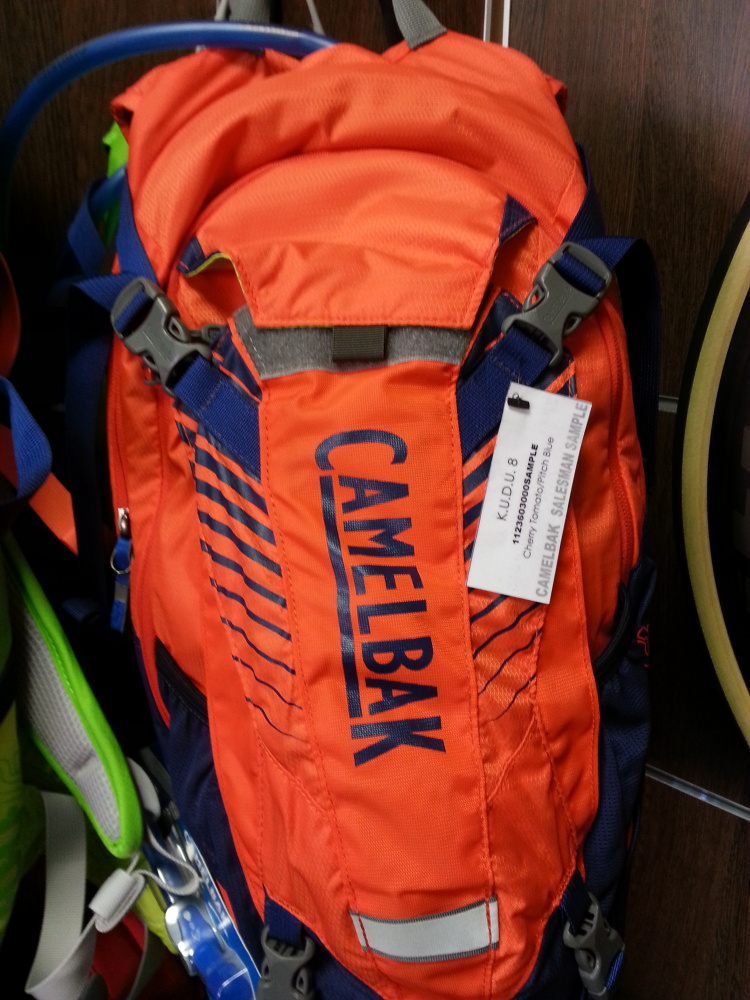 CAMELBAK
K.U.D.U. 8
1123603000SAMPLE
Cherry Tomato/Pitch Blue
CAMELBAK SALESMAN SAMPLE